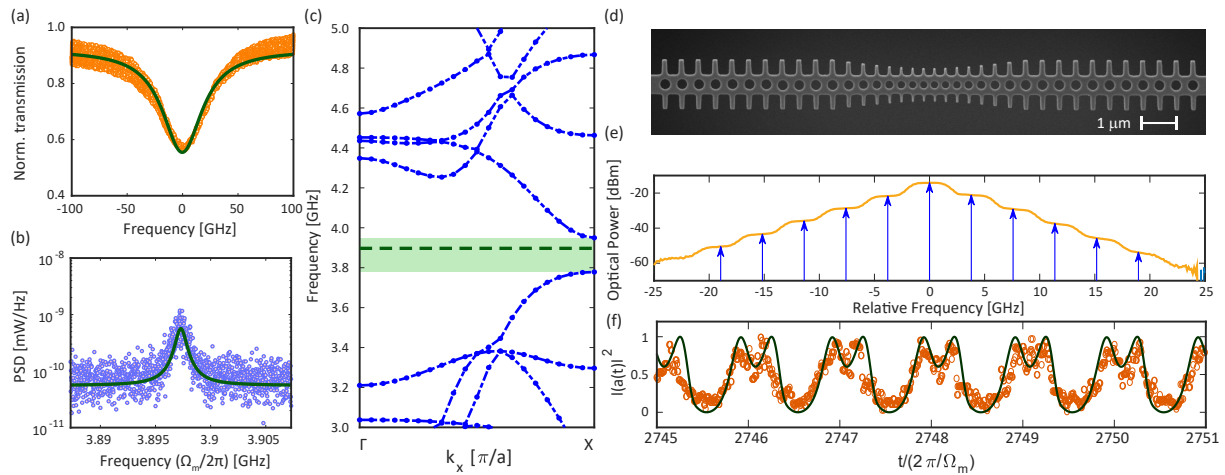 (a)
1.0
0.8
0.6
0.4
Norm. transmission
-100
-50
0
50
100
Frequency [GHz]
(b)
10⁻⁸
10⁻⁹
10⁻¹⁰
10⁻¹¹
PSD [mW/Hz]
3.89
3.895
3.9
3.905
Frequency (Ωm/2π) [GHz]
(c)
5.0
4.8
4.6
4.4
4.2
4.0
3.8
3.6
3.4
3.2
3.0
Frequency [GHz]
Γ
X
kx [π/a]
(d)
1 μm
(e)
Optical Power [dBm]
-20
-40
-60
-25
-20
-15
-10
-5
0
5
10
15
20
25
Relative Frequency [GHz]
(f)
|(a(t)|²
1
0.5
0
2745
2746
2747
2748
2749
2750
2751
t/(2 π/Ωm)